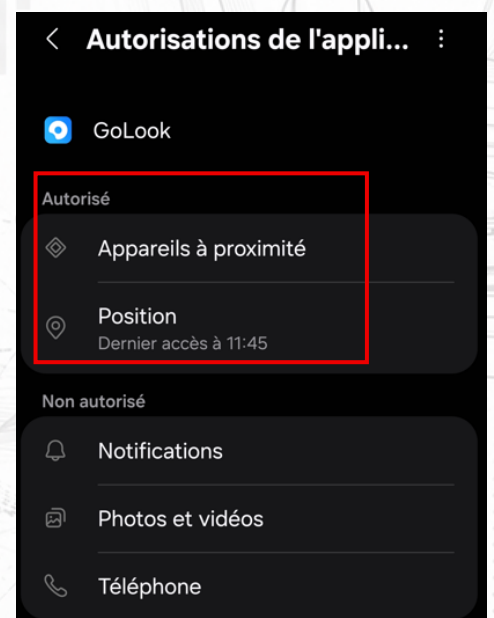 Autorisations de l'appli...
GoLook
Autorisé
Appareils à proximité
Position
Dernier accès à 11:45
Non autorisé
Notifications
Photos et vidéos
Téléphone